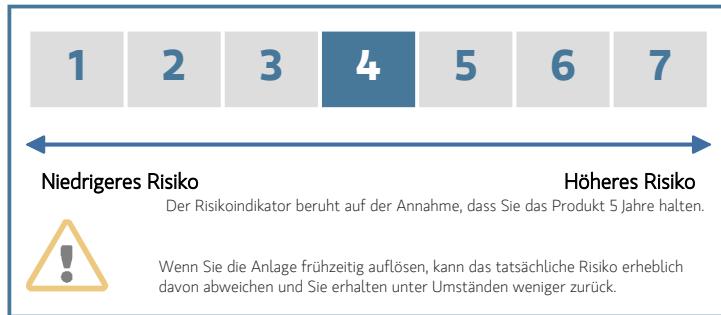 1 2 3 4 5 6 7
Niedrigeres Risiko Höheres Risiko
Der Risikoindikator beruht auf der Annahme, dass Sie das Produkt 5 Jahre halten.
Wenn Sie die Anlage frühzeitig auflösen, kann das tatsächliche Risiko erheblich
davon abweichen und Sie erhalten unter Umständen weniger zurück.